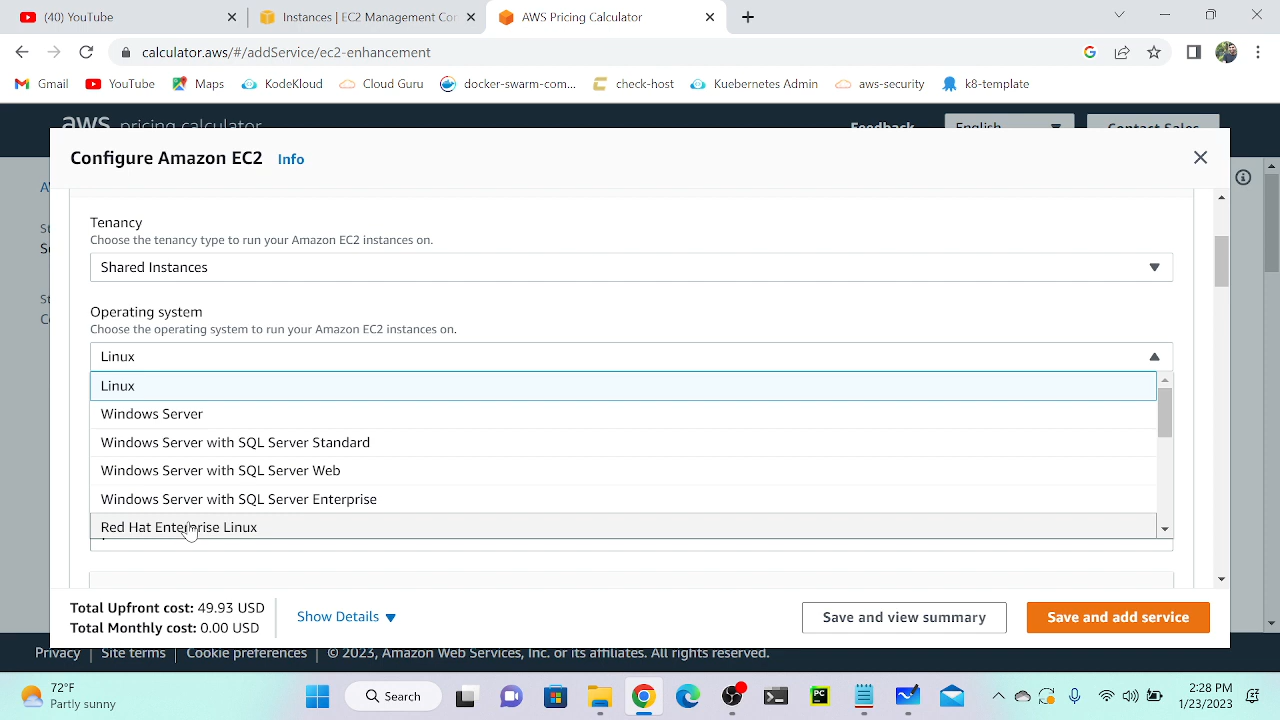 (40) YouTube
Instances | EC2 Management Co
AWS Pricing Calculator
calculator.aws/#/addService/ec2-enhancement
Gmail
YouTube
Maps
KodeKloud
Cloud Guru
docker-swarm-com...
check-host
Kuebernetes Admin
aws-security
k8-template
aws pricing calculator
Feedback
English
Contact Sales
Configure Amazon EC2 Info
Tenancy
Choose the tenancy type to run your Amazon EC2 instances on.
Shared Instances
Operating system
Choose the operating system to run your Amazon EC2 instances on.
Linux
Linux
Windows Server
Windows Server with SQL Server Standard
Windows Server with SQL Server Web
Windows Server with SQL Server Enterprise
Red Hat Enterprise Linux
Total Upfront cost: 49.93 USD
Total Monthly cost: 0.00 USD
Show Details
Save and view summary
Save and add service
Privacy | Site terms | Cookie preferences | © 2023, Amazon Web Services, Inc. or its affiliates. All rights reserved.
72°F
Partly sunny
Search
2:28 PM
1/23/2023